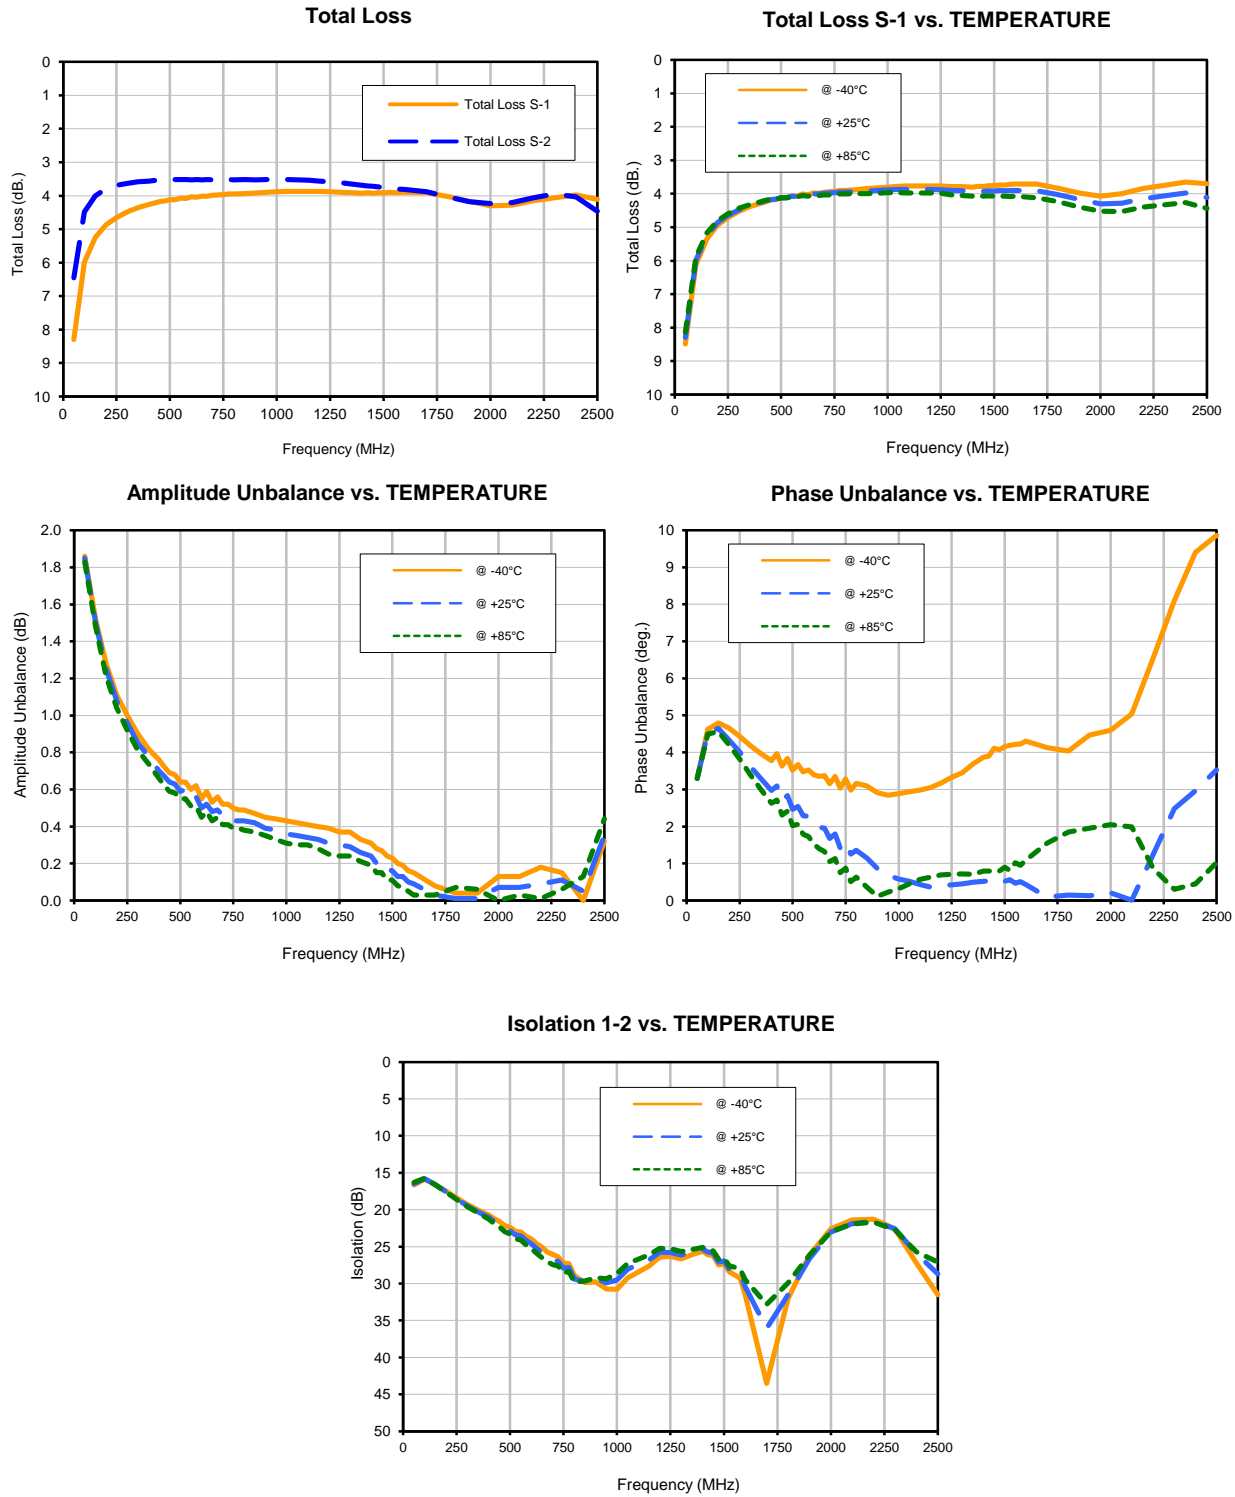 Total Loss
Total Loss S-1 vs. TEMPERATURE
0
1
2
3
4
5
6
7
8
9
10
Total Loss (dB.)
Total Loss S-1
Total Loss S-2
0 250 500 750 1000 1250 1500 1750 2000 2250 2500
Frequency (MHz)
0
1
2
3
4
5
6
7
8
9
10
Total Loss (dB.)
@ -40°C
@ +25°C
@ +85°C
0 250 500 750 1000 1250 1500 1750 2000 2250 2500
Frequency (MHz)
Amplitude Unbalance vs. TEMPERATURE
2.0
1.8
1.6
1.4
1.2
1.0
0.8
0.6
0.4
0.2
0.0
Amplitude Unbalance (dB)
@ -40°C
@ +25°C
@ +85°C
0 250 500 750 1000 1250 1500 1750 2000 2250 2500
Frequency (MHz)
Phase Unbalance vs. TEMPERATURE
10
9
8
7
6
5
4
3
2
1
0
Phase Unbalance (deg.)
@ -40°C
@ +25°C
@ +85°C
0 250 500 750 1000 1250 1500 1750 2000 2250 2500
Frequency (MHz)
Isolation 1-2 vs. TEMPERATURE
0
5
10
15
20
25
30
35
40
45
50
Isolation (dB)
@ -40°C
@ +25°C
@ +85°C
0 250 500 750 1000 1250 1500 1750 2000 2250 2500
Frequency (MHz)